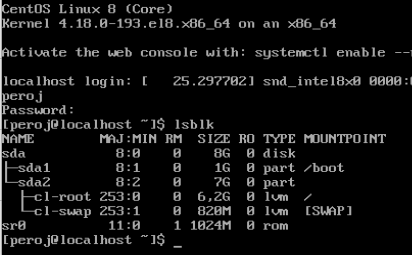 CentOS Linux 8 (Core)
Kernel 4.18.0-193.el8.x86_64 on an x86_64

Activate the web console with: systemctl enable --

localhost login: [   25.297702] snd_intel8x0 0000:0
peroj
Password:
[peroj@localhost ~]$ lsblk
NAME        MAJ:MIN RM  SIZE RO TYPE MOUNTPOINT
sda           8:0    0    8G  0 disk
├─sda1        8:1    0    1G  0 part /boot
└─sda2        8:2    0    7G  0 part
  ├─cl-root 253:0    0  6,2G  0 lvm  /
  └─cl-swap 253:1    0  820M  0 lvm  [SWAP]
sr0          11:0    1 1024M  0 rom
[peroj@localhost ~]$ _